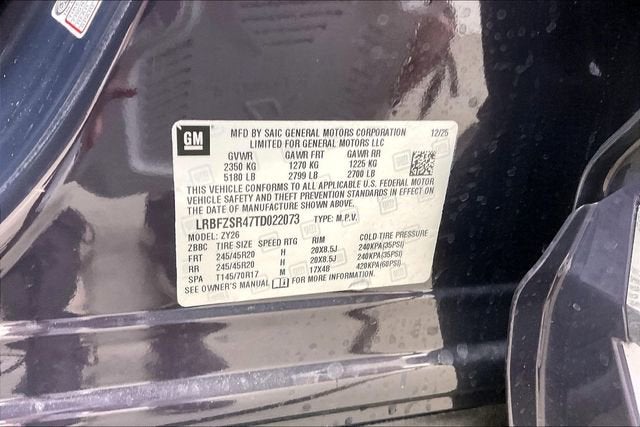 GM
MFD BY SAIC GENERAL MOTORS CORPORATION 12/25
LIMITED FOR GENERAL MOTORS LLC
GVWR GAWR FRT GAWR RR
2350 KG 1270 KG 1225 KG
5180 LB 2799 LB 2700 LB
THIS VEHICLE CONFORMS TO ALL APPLICABLE U.S. FEDERAL MOTOR
VEHICLE SAFETY AND THEFT PREVENTION STANDARDS IN EFFECT ON
THE DATE OF MANUFACTURE SHOWN ABOVE.
LRBFZSR47TD022073 TYPE: M.P.V.
MODEL: ZY26
ZBBC TIRE SIZE SPEED RTG RIM COLD TIRE PRESSURE
FRT 245/45R20 H 20X8.5J 240KPA(35PSI)
RR 245/45R20 H 20X8.5J 240KPA(35PSI)
SPA T145/70R17 M 17X4B 420KPA(60PSI)
SEE OWNER'S MANUAL FOR MORE INFORMATION.